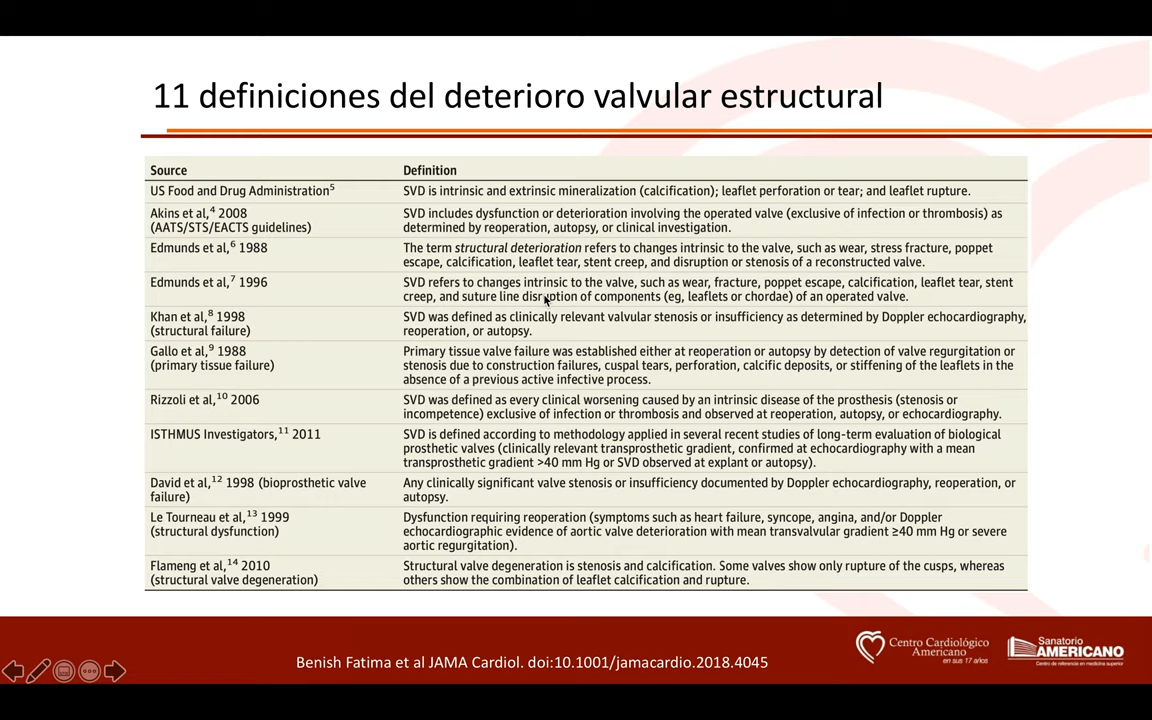 11 definiciones del deterioro valvular estructural
Source Definition
US Food and Drug Administration5 SVD is intrinsic and extrinsic mineralization (calcification); leaflet perforation or tear; and leaflet rupture.
Akins et al,4 2008 SVD includes dysfunction or deterioration involving the operated valve (exclusive of infection or thrombosis) as
(AATS/STS/EACTS guidelines) determined by reoperation, autopsy, or clinical investigation.
Edmunds et al,6 1988 The term structural deterioration refers to changes intrinsic to the valve, such as wear, stress fracture, poppet
escape, calcification, leaflet tear, stent creep, and disruption or stenosis of a reconstructed valve.
Edmunds et al,7 1996 SVD refers to changes intrinsic to the valve, such as wear, fracture, poppet escape, calcification, leaflet tear, stent
creep, and suture line disruption of components (eg, leaflets or chordae) of an operated valve.
Khan et al,8 1998 SVD was defined as clinically relevant valvular stenosis or insufficiency as determined by Doppler echocardiography,
(structural failure) reoperation, or autopsy.
Gallo et al,9 1988 Primary tissue valve failure was established either at reoperation or autopsy by detection of valve regurgitation or
(primary tissue failure) stenosis due to construction failures, cuspal tears, perforation, calcific deposits, or stiffening of the leaflets in the
absence of a previous active infective process.
Rizzoli et al,10 2006 SVD was defined as every clinical worsening caused by an intrinsic disease of the prosthesis (stenosis or
incompetence) exclusive of infection or thrombosis and observed at reoperation, autopsy, or echocardiography.
ISTHMUS Investigators,11 2011 SVD is defined according to methodology applied in several recent studies of long-term evaluation of biological
prosthetic valves (clinically relevant transprosthetic gradient, confirmed at echocardiography with a mean
transprosthetic gradient >40 mm Hg or SVD observed at explant or autopsy).
David et al,12 1998 (bioprosthetic valve Any clinically significant valve stenosis or insufficiency documented by Doppler echocardiography, reoperation, or
failure) autopsy.
Le Tourneau et al,13 1999 Dysfunction requiring reoperation (symptoms such as heart failure, syncope, angina, and/or Doppler
(structural dysfunction) echocardiographic evidence of aortic valve deterioration with mean transvalvular gradient ≥40 mm Hg or severe
aortic regurgitation).
Flameng et al,14 2010 Structural valve degeneration is stenosis and calcification. Some valves show only rupture of the cusps, whereas
(structural valve degeneration) others show the combination of leaflet calcification and rupture.
Benish Fatima et al JAMA Cardiol. doi:10.1001/jamacardio.2018.4045
Centro Cardiológico
Americano
en sus 17 años
Sanatorio
AMERICANO
Centro de referencia en medicina superior